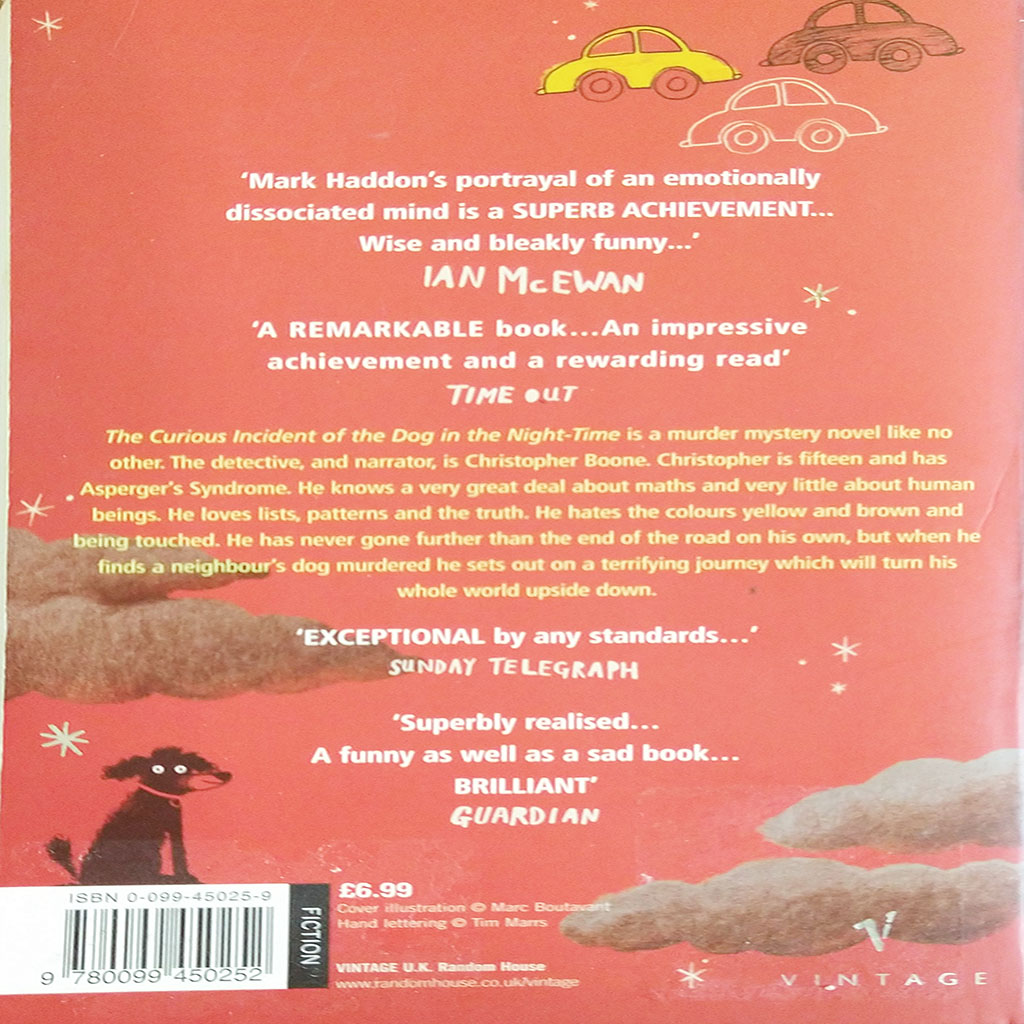 ‘Mark Haddon’s portrayal of an emotionally
dissociated mind is a SUPERB ACHIEVEMENT...
Wise and bleakly funny...’
IAN McEWAN
‘A REMARKABLE book...An impressive
achievement and a rewarding read’
TIME OUT
The Curious Incident of the Dog in the Night-Time is a murder mystery novel like no
other. The detective, and narrator, is Christopher Boone. Christopher is fifteen and has
Asperger’s Syndrome. He knows a very great deal about maths and very little about human
beings. He loves lists, patterns and the truth. He hates the colours yellow and brown and
being touched. He has never gone further than the end of the road on his own, but when he
finds a neighbour’s dog murdered he sets out on a terrifying journey which will turn his
whole world upside down.
‘EXCEPTIONAL by any standards...’
SUNDAY TELEGRAPH
‘Superbly realised...
A funny as well as a sad book...
BRILLIANT’
GUARDIAN
ISBN 0-099-45025-9
9 780099 450252
FICTION
£6.99
Cover illustration © Marc Boutavant
Hand lettering © Tim Marrs
VINTAGE U.K. Random House
www.randomhouse.co.uk/vintage
V
VINTAGE